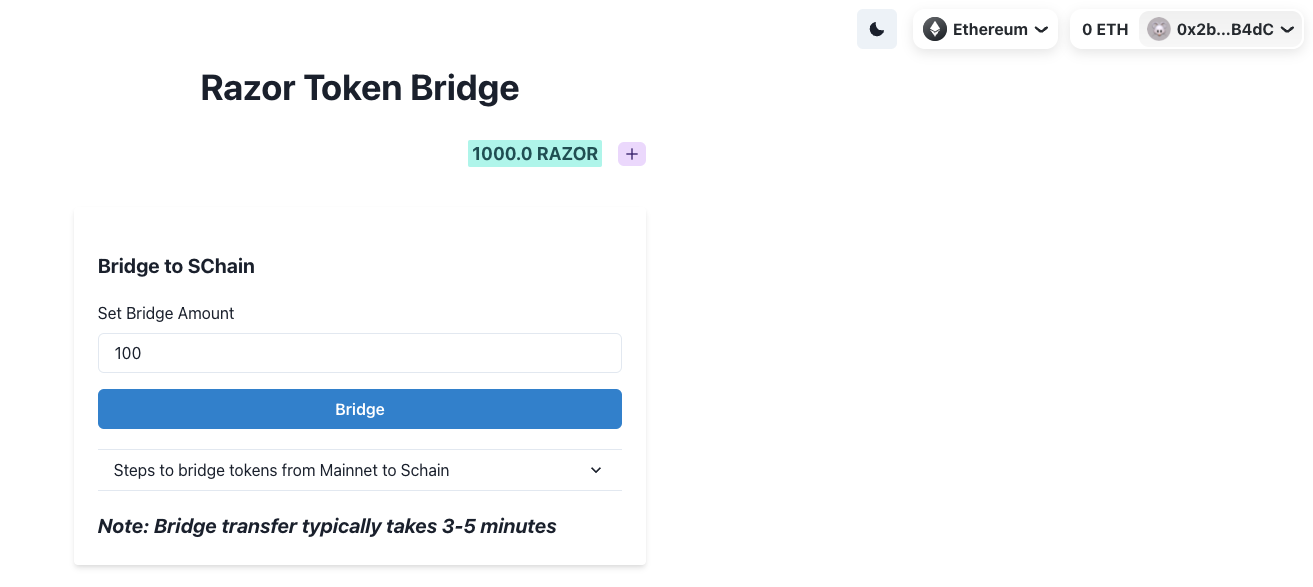 Ethereum
0 ETH
0x2b...B4dC
Razor Token Bridge
1000.0 RAZOR
+
Bridge to SChain
Set Bridge Amount
100
Bridge
Steps to bridge tokens from Mainnet to Schain
Note: Bridge transfer typically takes 3-5 minutes